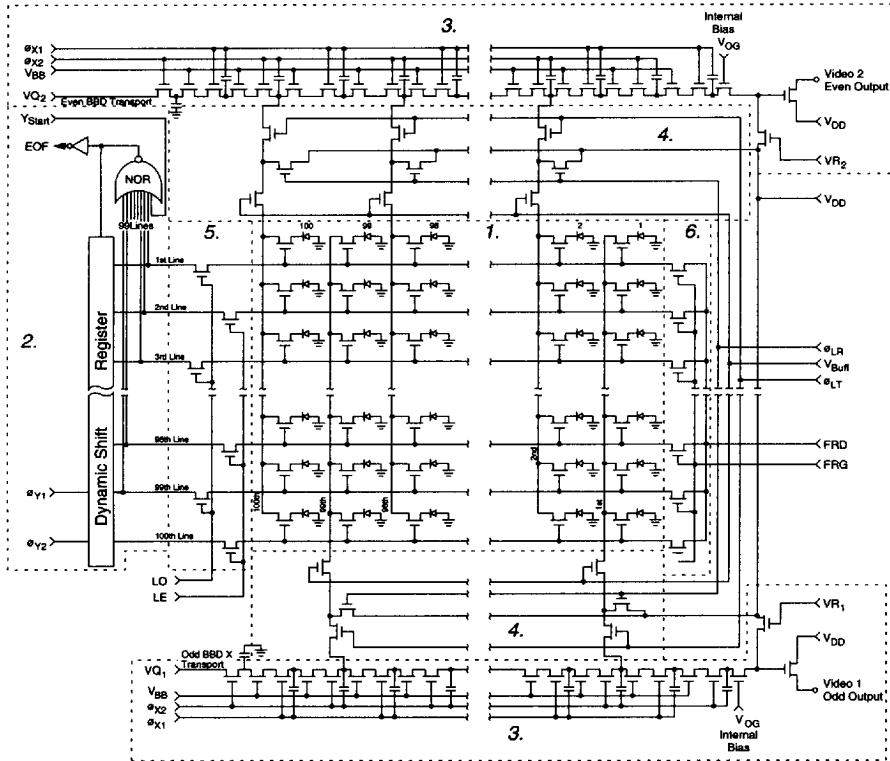 3.
Internal
Bias
VOG
øX1
øX2
VBB
VQ2
Even BBD Transport
Video 2
Even Output
VDD
VR2
YStart
EOF
NOR
99Lines
4.
VDD
5.
1.
6.
100
99
98
2
1
1st Line
2nd Line
3rd Line
2.
Register
Dynamic Shift
øLR
VBuff
øLT
98th Line
99th Line
100th Line
100th
99th
98th
2nd
1st
FRD
FRG
øY1
øY2
LO
LE
4.
VR1
VDD
Video 1
Odd Output
Odd BBD X
Transport
VQ1
VBB
øX2
øX1
VOG
Internal
Bias
3.